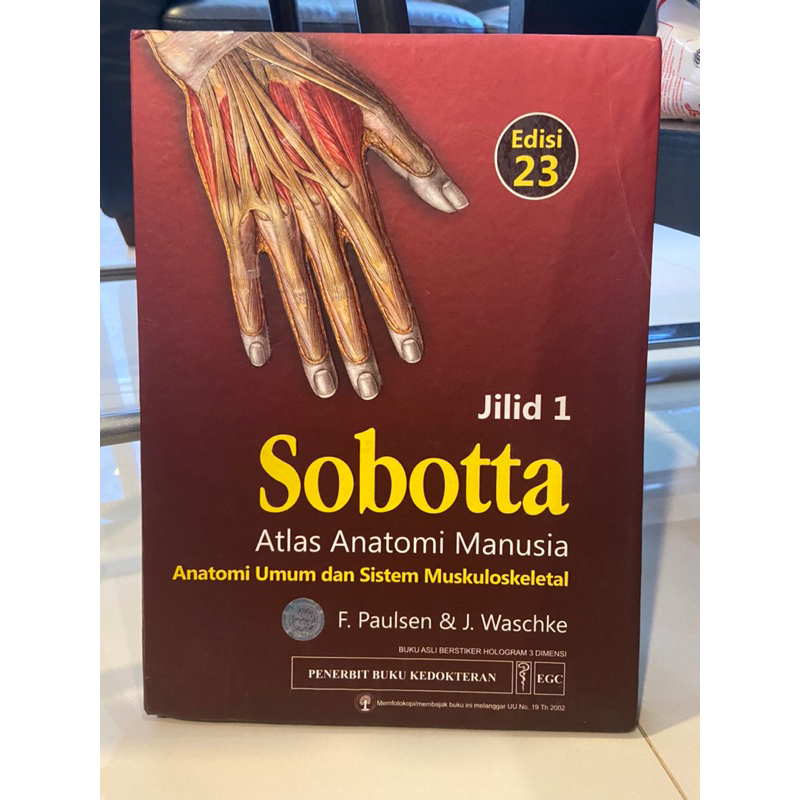 Edisi
23
Jilid 1
Sobotta
Atlas Anatomi Manusia
Anatomi Umum dan Sistem Muskuloskeletal
F. Paulsen & J. Waschke
BUKU ASLI BERSTIKER HOLOGRAM 3 DIMENSI
PENERBIT BUKU KEDOKTERAN EGC
Memfotokopi/membajak buku ini melanggar UU No. 19 Th 2002